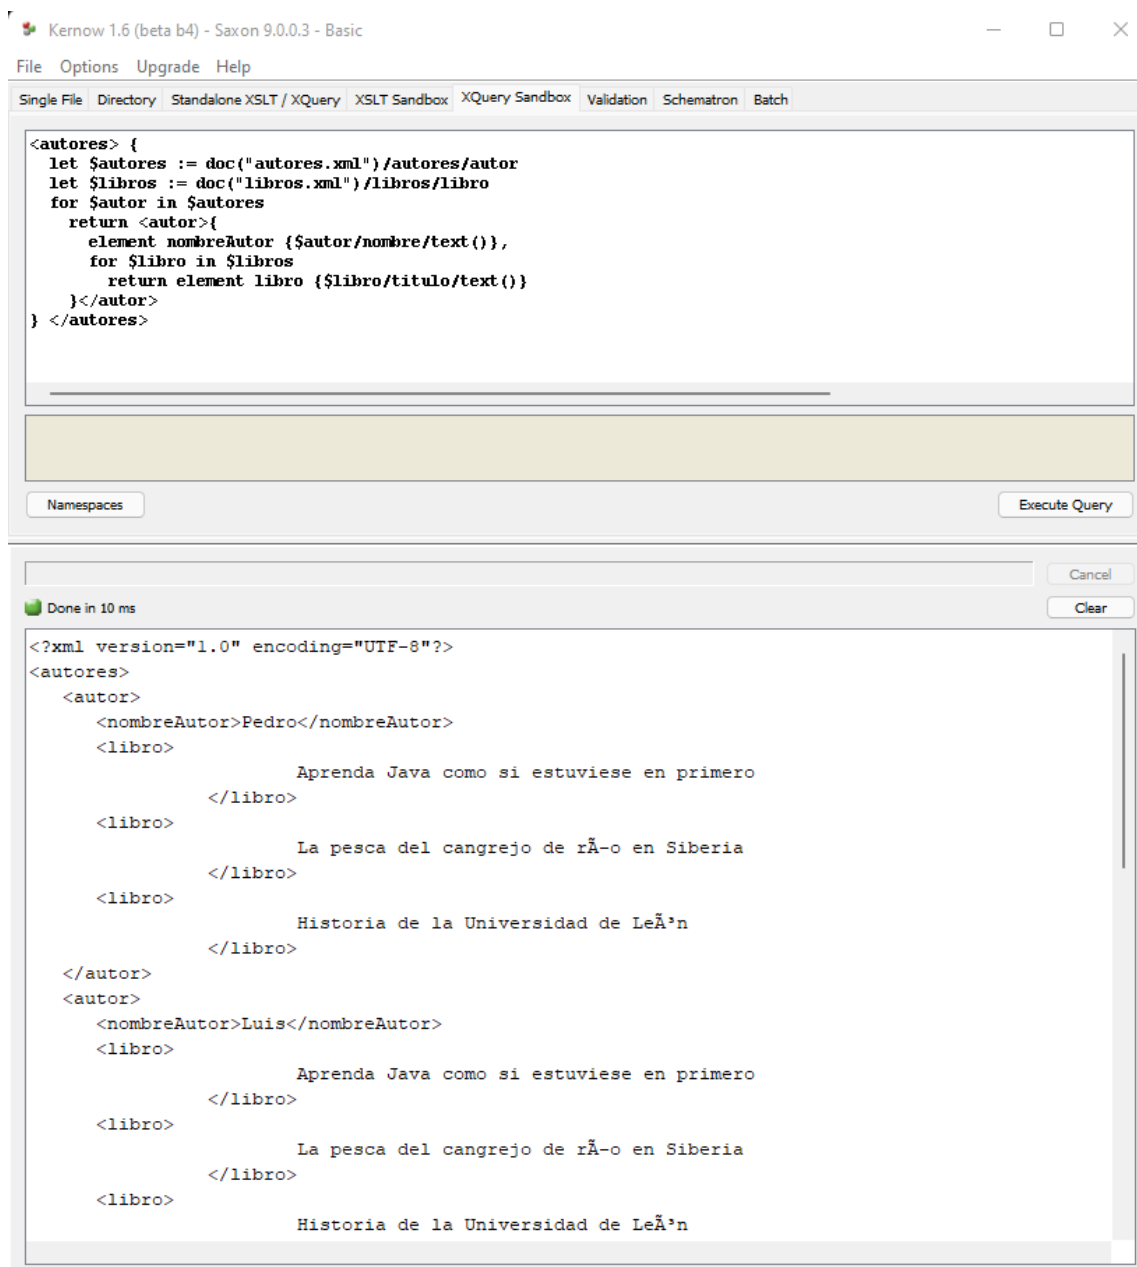 Kernow 1.6 (beta b4) - Saxon 9.0.0.3 - Basic
File Options Upgrade Help
Single File Directory Standalone XSLT / XQuery XSLT Sandbox XQuery Sandbox Validation Schematron Batch
<autores> {
  let $autores := doc("autores.xml")/autores/autor
  let $libros := doc("libros.xml")/libros/libro
  for $autor in $autores
    return <autor>{
      element nombreAutor {$autor/nombre/text()},
      for $libro in $libros
        return element libro {$libro/titulo/text()}
    }</autor>
} </autores>
Namespaces Execute Query
Cancel
Done in 10 ms Clear
<?xml version="1.0" encoding="UTF-8"?>
<autores>
   <autor>
      <nombreAutor>Pedro</nombreAutor>
      <libro>
                        Aprenda Java como si estuviese en primero
                </libro>
      <libro>
                        La pesca del cangrejo de rÃ-o en Siberia
                </libro>
      <libro>
                        Historia de la Universidad de LeÃ³n
                </libro>
   </autor>
   <autor>
      <nombreAutor>Luis</nombreAutor>
      <libro>
                        Aprenda Java como si estuviese en primero
                </libro>
      <libro>
                        La pesca del cangrejo de rÃ-o en Siberia
                </libro>
      <libro>
                        Historia de la Universidad de LeÃ³n